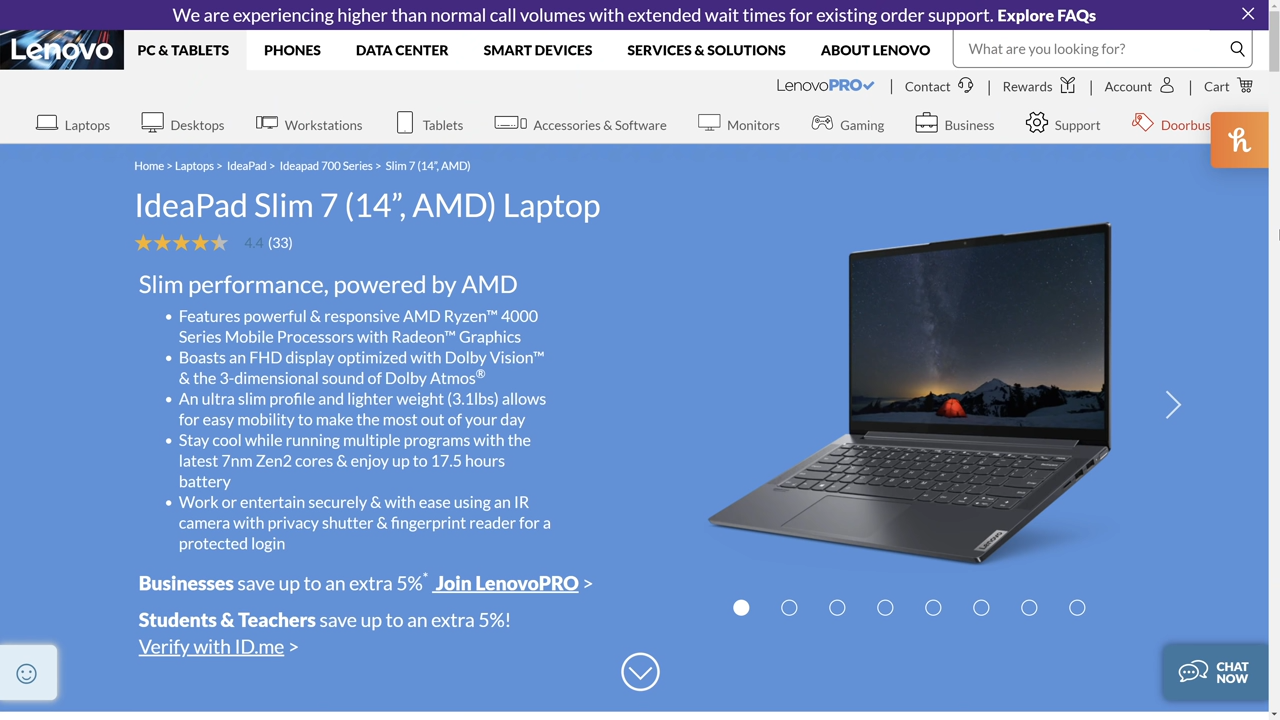 We are experiencing higher than normal call volumes with extended wait times for existing order support. Explore FAQs
Lenovo
PC & TABLETS
PHONES
DATA CENTER
SMART DEVICES
SERVICES & SOLUTIONS
ABOUT LENOVO
What are you looking for?
LenovoPRO
Contact
Rewards
Account
Cart
Laptops
Desktops
Workstations
Tablets
Accessories & Software
Monitors
Gaming
Business
Support
Doorbus
h
Home > Laptops > IdeaPad > Ideapad 700 Series > Slim 7 (14”, AMD)
IdeaPad Slim 7 (14”, AMD) Laptop
4.4 (33)
Slim performance, powered by AMD
• Features powerful & responsive AMD Ryzen™ 4000
Series Mobile Processors with Radeon™ Graphics
• Boasts an FHD display optimized with Dolby Vision™
& the 3-dimensional sound of Dolby Atmos®
• An ultra slim profile and lighter weight (3.1lbs) allows
for easy mobility to make the most out of your day
• Stay cool while running multiple programs with the
latest 7nm Zen2 cores & enjoy up to 17.5 hours
battery
• Work or entertain securely & with ease using an IR
camera with privacy shutter & fingerprint reader for a
protected login
Lenovo
Businesses save up to an extra 5%* Join LenovoPRO >
Students & Teachers save up to an extra 5%!
Verify with ID.me >
CHAT
NOW